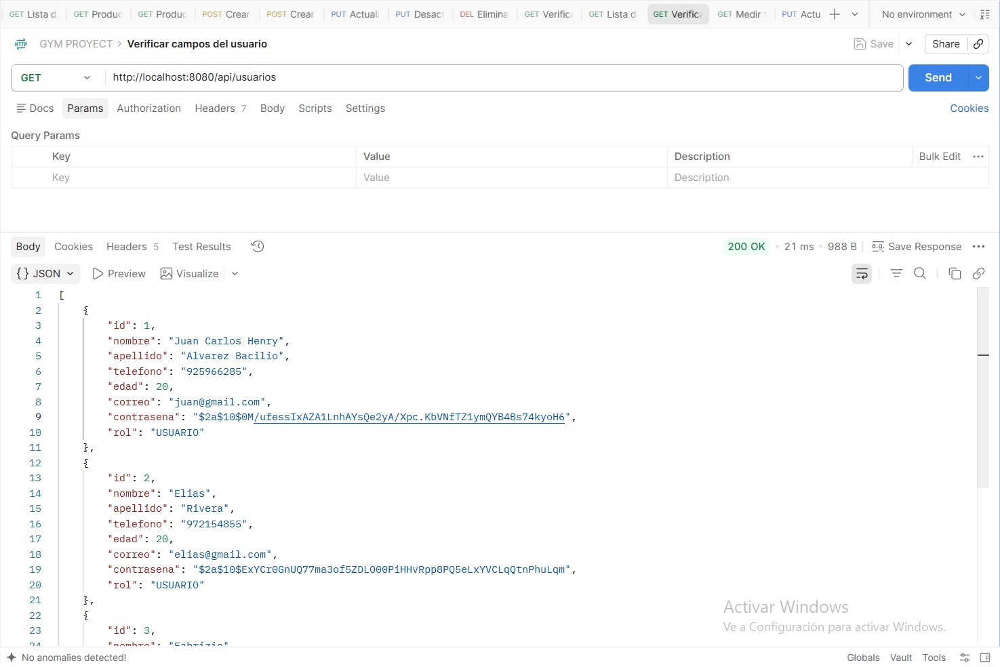 GET Lista d GET Produc GET Produc POST Crear POST Crear PUT Actuali PUT Desact DEL Elimina GET Verifica GET Lista d GET Verifica GET Medir PUT Actu No environment
HTTP GYM PROYECT > Verificar campos del usuario Save Share
GET http://localhost:8080/api/usuarios Send
Docs Params Authorization Headers 7 Body Scripts Settings Cookies
Query Params
Key Value Description Bulk Edit
Key Value Description
Body Cookies Headers 5 Test Results 200 OK • 21 ms • 988 B e.g. Save Response
{} JSON Preview Visualize
1 [
2 {
3 "id": 1,
4 "nombre": "Juan Carlos Henry",
5 "apellido": "Alvarez Bacilio",
6 "telefono": "925966285",
7 "edad": 20,
8 "correo": "juan@gmail.com",
9 "contrasena": "$2a$10$0M/ufessIxAZA1LnhAYsQe2yA/Xpc.KbVNfTZ1ymQYB4Bs74kyoH6",
10 "rol": "USUARIO"
11 },
12 {
13 "id": 2,
14 "nombre": "Elias",
15 "apellido": "Rivera",
16 "telefono": "972154855",
17 "edad": 20,
18 "correo": "elias@gmail.com",
19 "contrasena": "$2a$10$ExYCr0GnUQ77ma3of5ZDLO00PiHHvRpp8PQ5eLxYVCLqQtnPhuLqm",
20 "rol": "USUARIO"
21 },
22 {
23 "id": 3,
24 "nombre": "Fabrizio"
Activar Windows
Ve a Configuración para activar Windows.
No anomalies detected! Globals Vault Tools